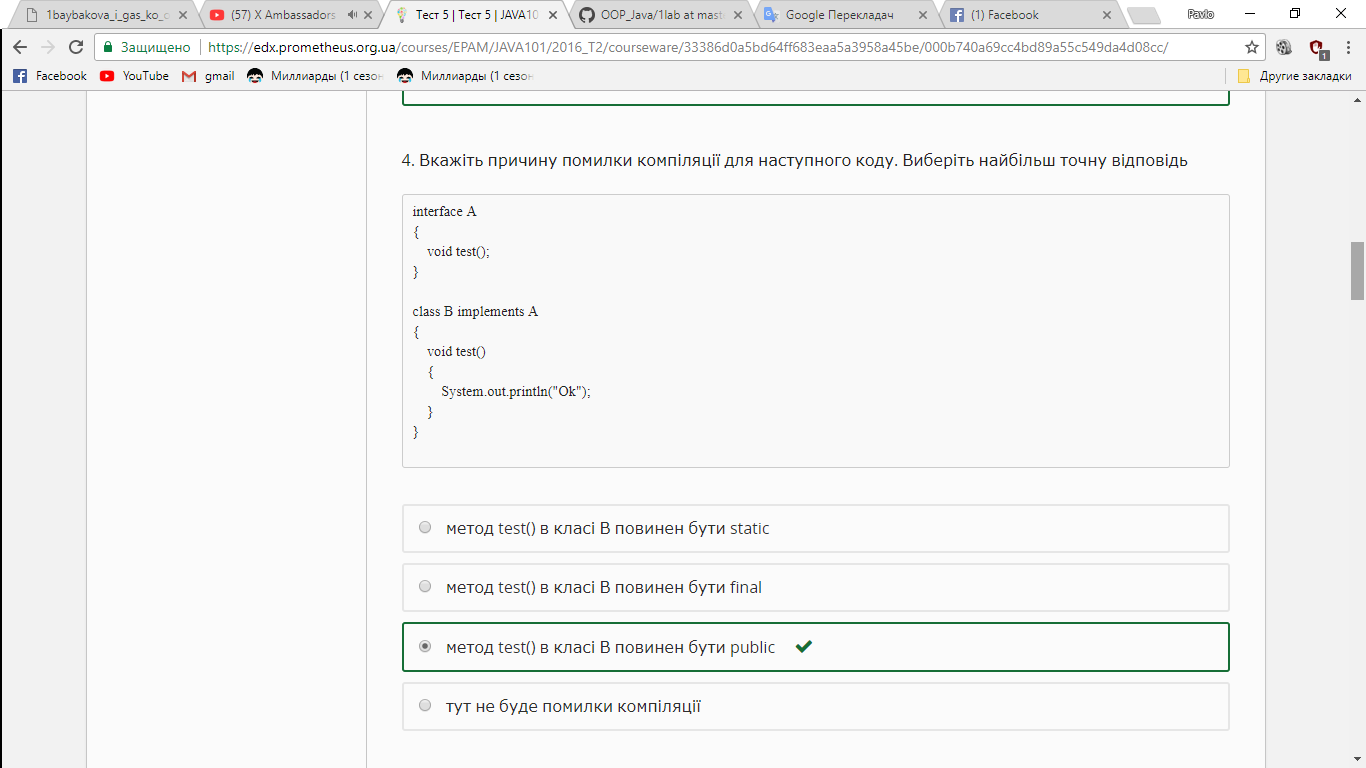 1baybakova_i_gas_ko_
(57) X Ambassadors
Тест 5 | Тест 5 | JAVA10
OOP_Java/1lab at mast
Google Перекладач
(1) Facebook
Pavlo
Защищено
https://edx.prometheus.org.ua/courses/EPAM/JAVA101/2016_T2/courseware/33386d0a5bd64ff683eaa5a3958a45be/000b740a69cc4bd89a55c549da4d08cc/
1
Facebook
YouTube
gmail
Миллиарды (1 сезон
Миллиарды (1 сезон
Другие закладки
4. Вкажіть причину помилки компіляції для наступного коду. Виберіть найбільш точну відповідь
interface A
{
void test();
}
class B implements A
{
void test()
{
System.out.println("Ok");
}
}
метод test() в класі B повинен бути static
метод test() в класі B повинен бути final
метод test() в класі B повинен бути public
тут не буде помилки компіляції